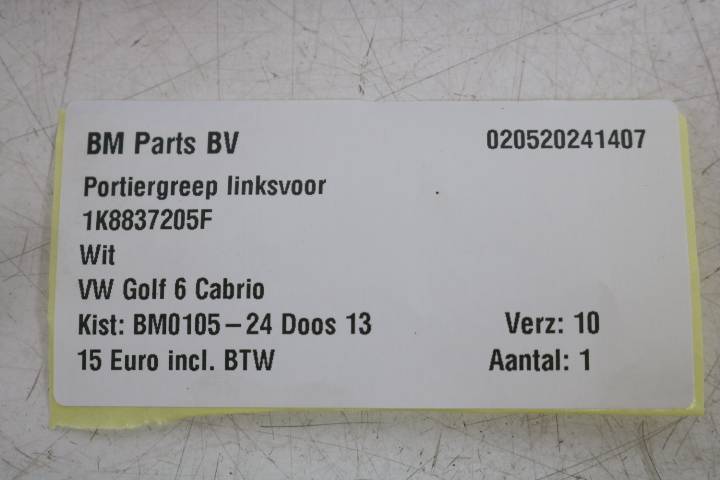 BM Parts BV 020520241407
Portiergreep linksvoor
1K8837205F
Wit
VW Golf 6 Cabrio
Kist: BM0105-24 Doos 13 Verz: 10
15 Euro incl. BTW Aantal: 1